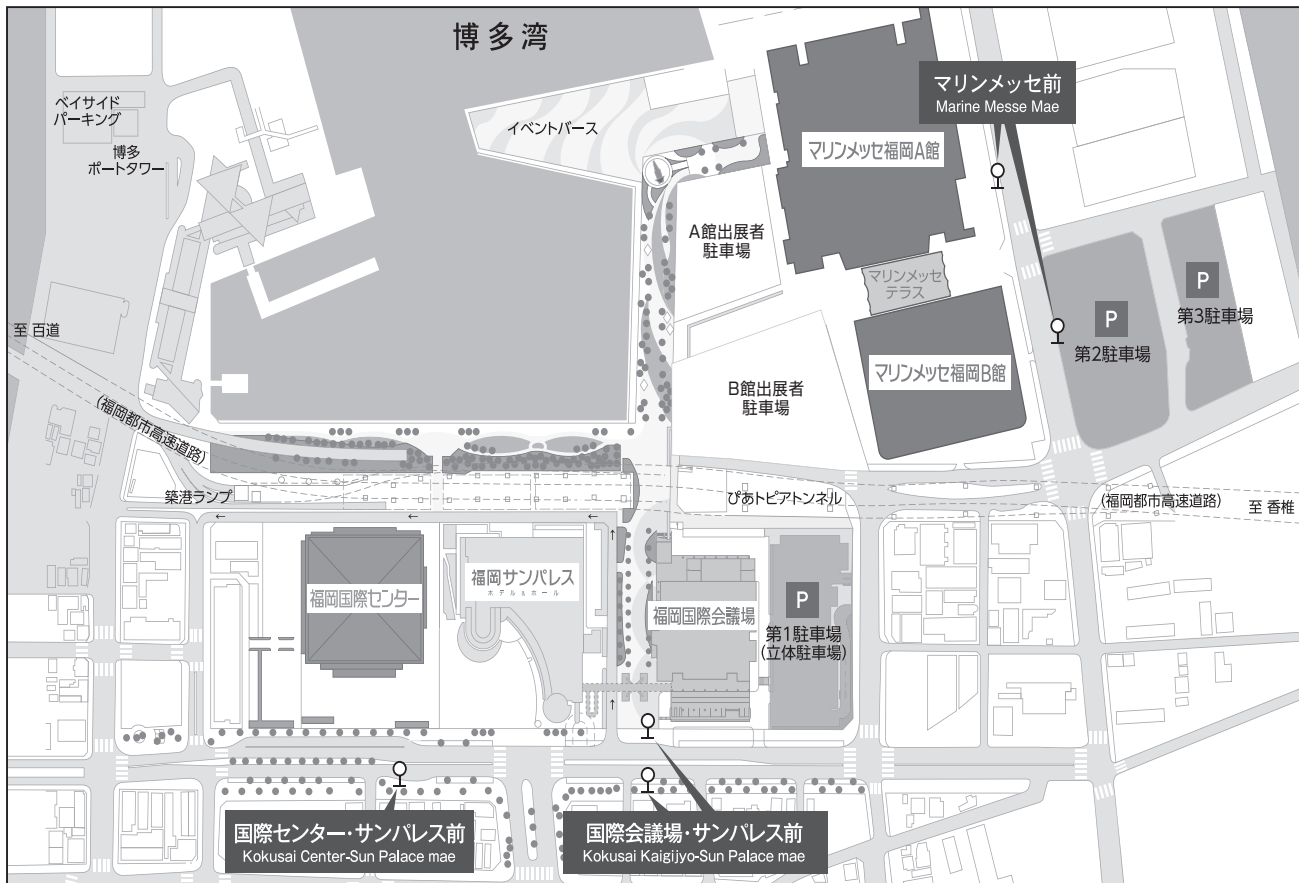 博多湾
ベイサイド
パーキング
博多
ポートタワー
イベントバース
マリンメッセ前
Marine Messe Mae
マリンメッセ福岡A館
A館出展者
駐車場
マリンメッセ
テラス
P
第3駐車場
P
第2駐車場
至 百道
マリンメッセ福岡B館
B館出展者
駐車場
(福岡都市高速道路)
築港ランプ
ぴあトピアトンネル
(福岡都市高速道路)
至 香椎
← ← ←
↑
福岡国際センター
福岡サンパレス
ホテル&ホール
福岡国際会議場
P
第1駐車場
(立体駐車場)
↑
国際センター・サンパレス前
Kokusai Center-Sun Palace mae
国際会議場・サンパレス前
Kokusai Kaigijyo-Sun Palace mae